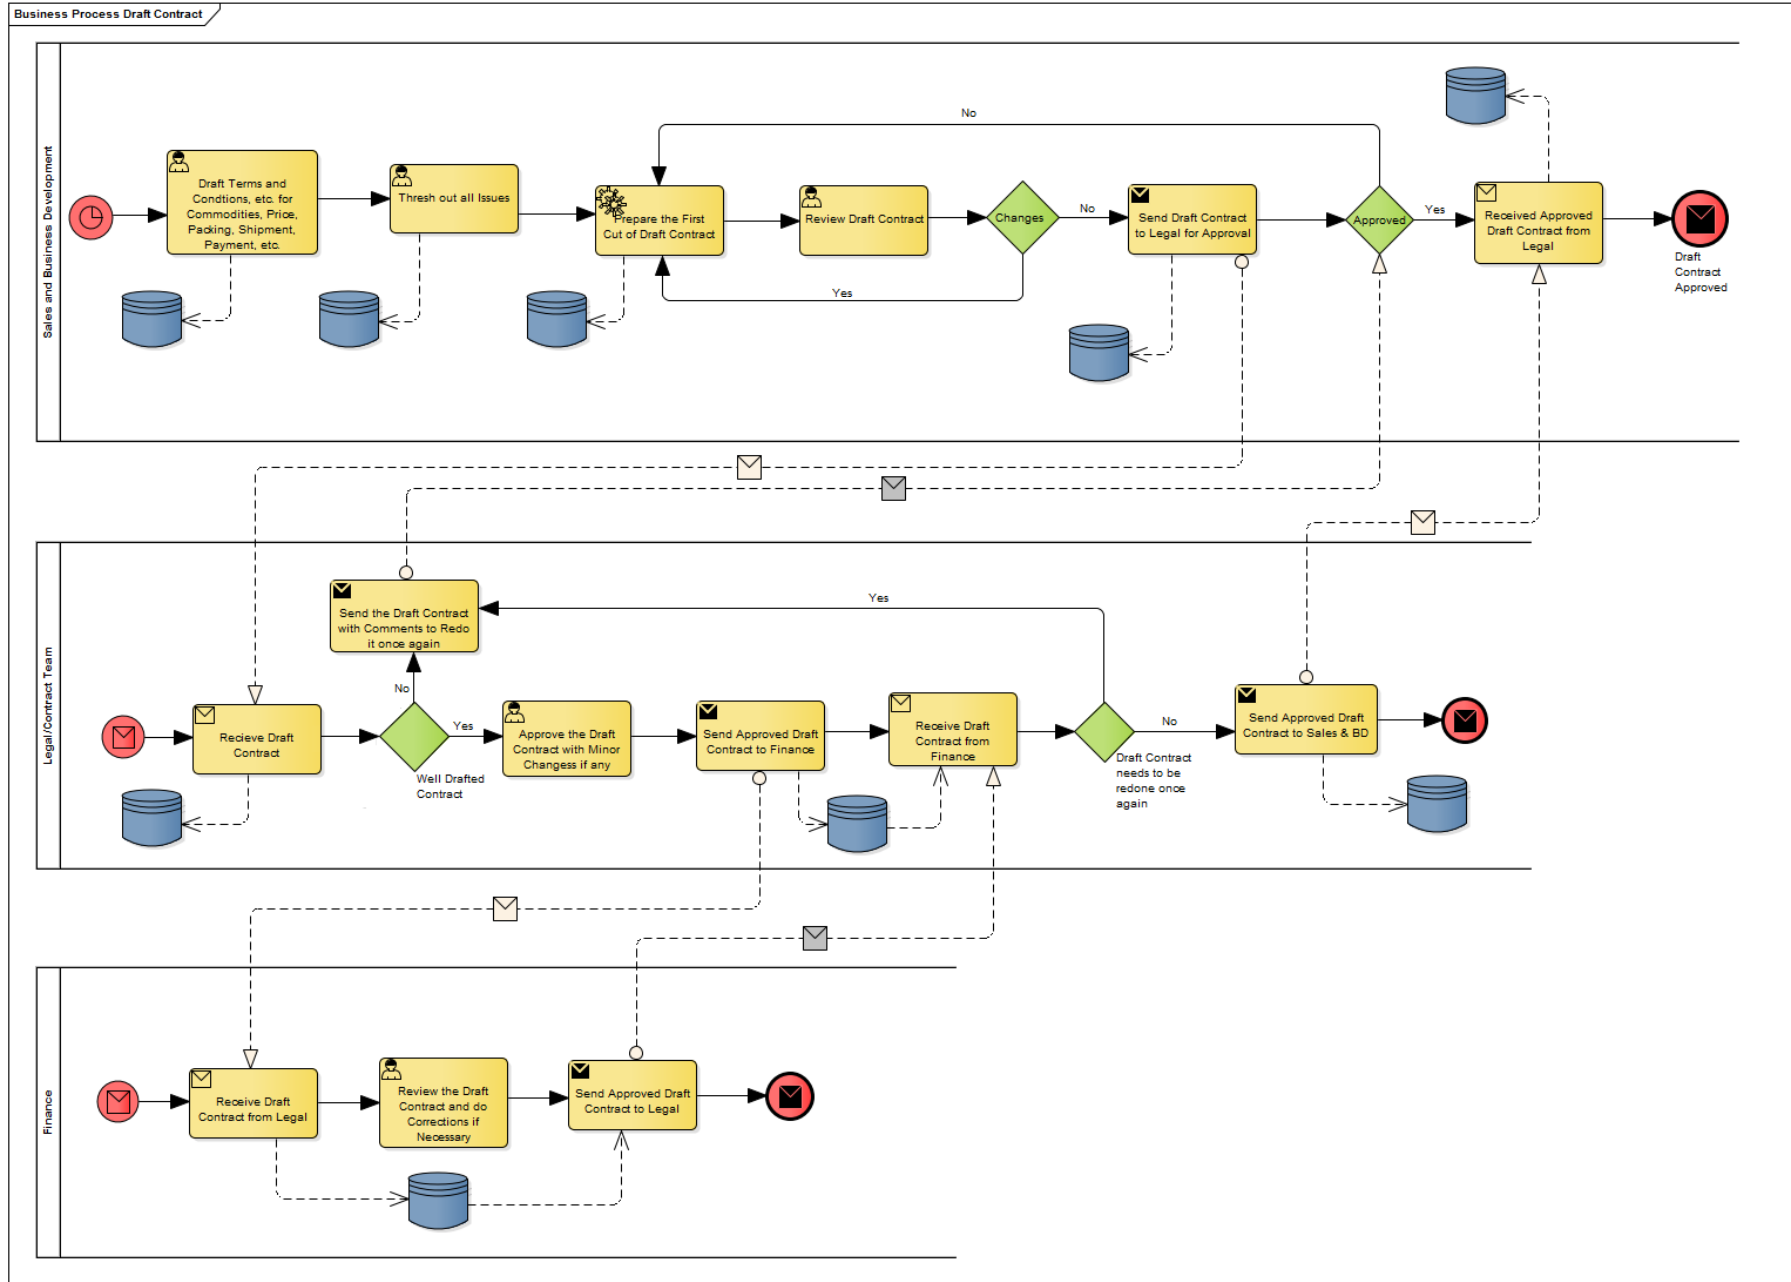 Business Process Draft Contract
Sales and Business Development
Draft Terms and
Condtions, etc. for
Commodities, Price,
Packing, Shipment,
Payment, etc.
Thresh out all Issues
Prepare the First
Cut of Draft Contract
Review Draft Contract
Changes
No
Yes
Send Draft Contract
to Legal for Approval
Approved
No
Yes
Received Approved
Draft Contract from
Legal
Draft
Contract
Approved
Legal/Contract Team
Recieve Draft
Contract
Well Drafted
Contract
No
Yes
Send the Draft Contract
with Comments to Redo
it once again
Approve the Draft
Contract with Minor
Changess if any
Send Approved Draft
Contract to Finance
Receive Draft
Contract from
Finance
Yes
No
Draft Contract
needs to be
redone once
again
Send Approved Draft
Contract to Sales & BD
Finance
Receive Draft
Contract from Legal
Review the Draft
Contract and do
Corrections if
Necessary
Send Approved Draft
Contract to Legal